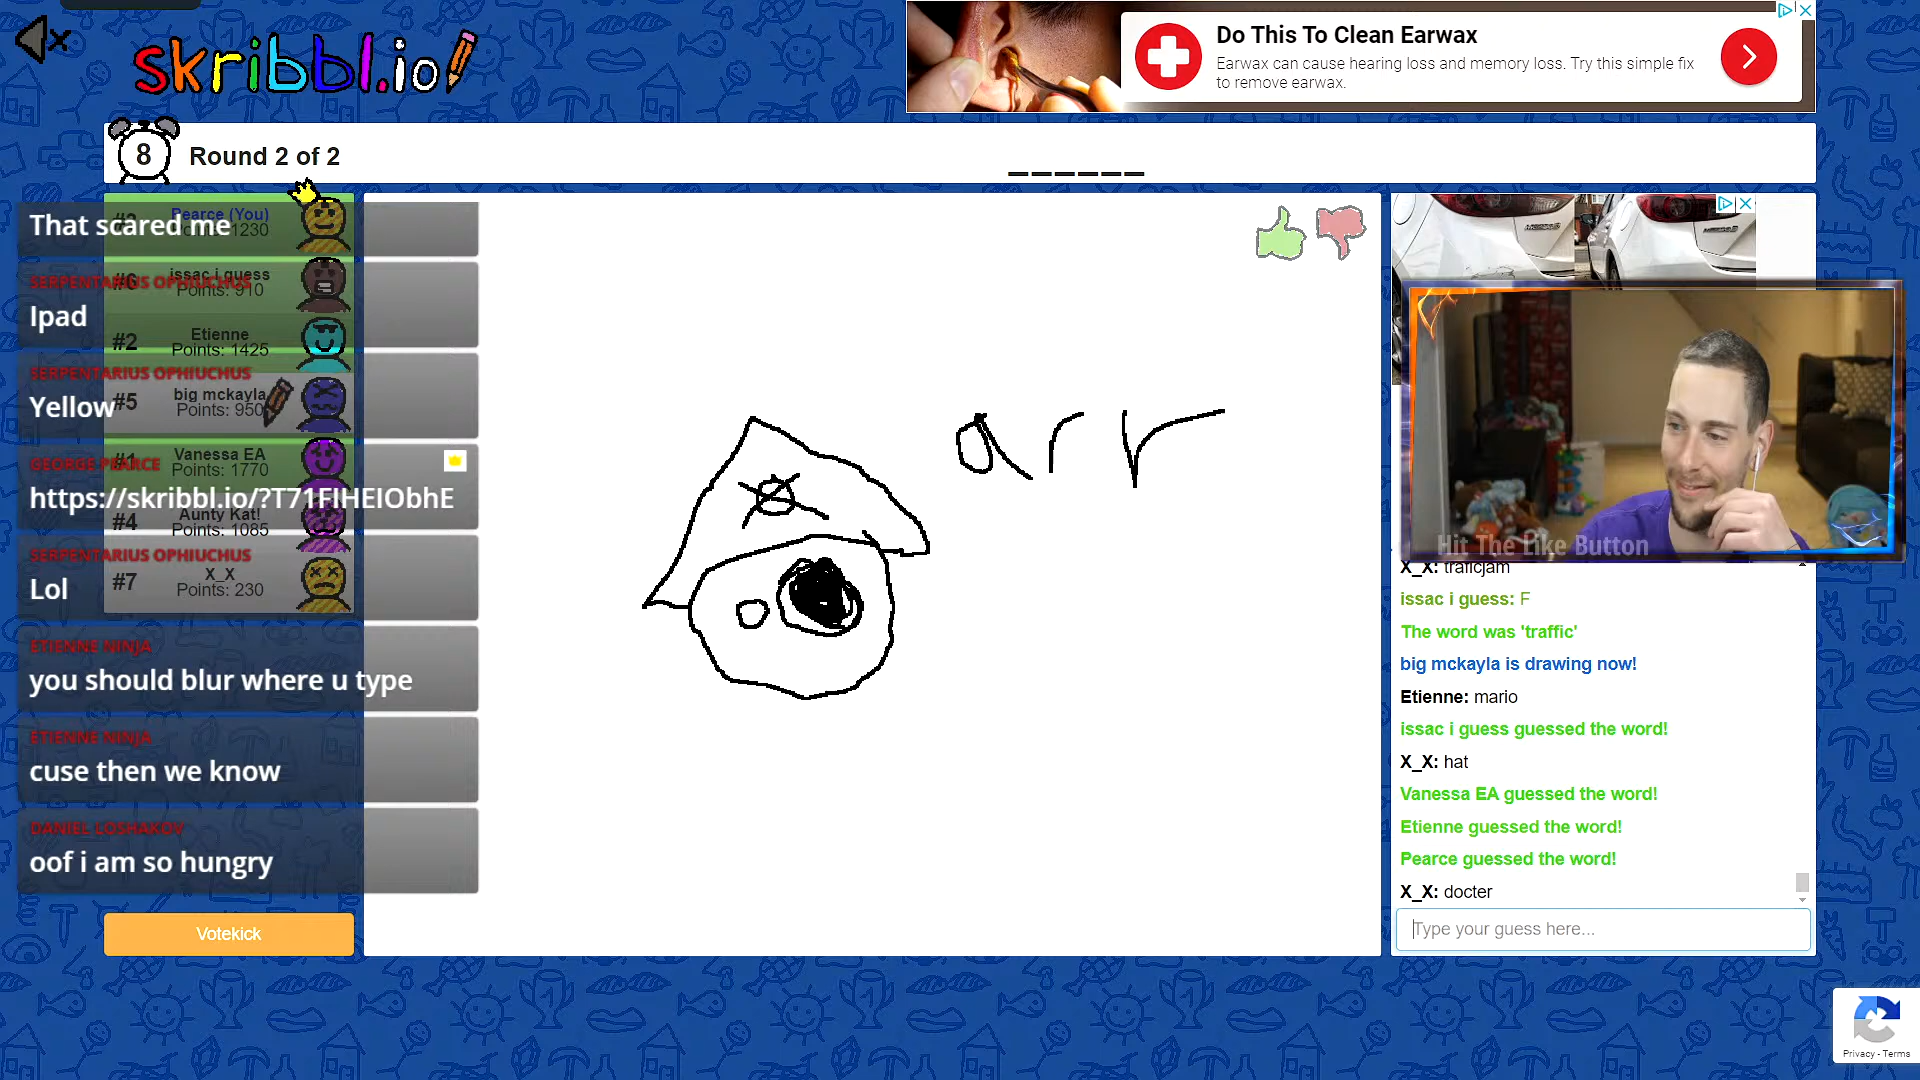 skribbl.io
Do This To Clean Earwax
Earwax can cause hearing loss and memory loss. Try this simple fix
to remove earwax.
8
Round 2 of 2
______
Pearce (You)
1230
That scared me
SERPENTARIUS OPHIUCHUS
#6
issac i guess
Points: 910
Ipad
#2
Etienne
Points: 1425
SERPENTARIUS OPHIUCHUS
Yellow
#5
big mckayla
Points: 950
GEORGE PEARCE
#1
Vanessa EA
Points: 1770
https://skribbl.io/?T71FIHEIObhE
#4
Aunty Kat!
Points: 1085
SERPENTARIUS OPHIUCHUS
Lol
#7
X_X
Points: 230
ETIENNE NINJA
you should blur where u type
ETIENNE NINJA
cuse then we know
DANIEL LOSHAKOV
oof i am so hungry
Votekick
arr
Hit The Like Button
X_X: traficjam
issac i guess: F
The word was 'traffic'
big mckayla is drawing now!
Etienne: mario
issac i guess guessed the word!
X_X: hat
Vanessa EA guessed the word!
Etienne guessed the word!
Pearce guessed the word!
X_X: docter
Type your guess here...
Privacy - Terms